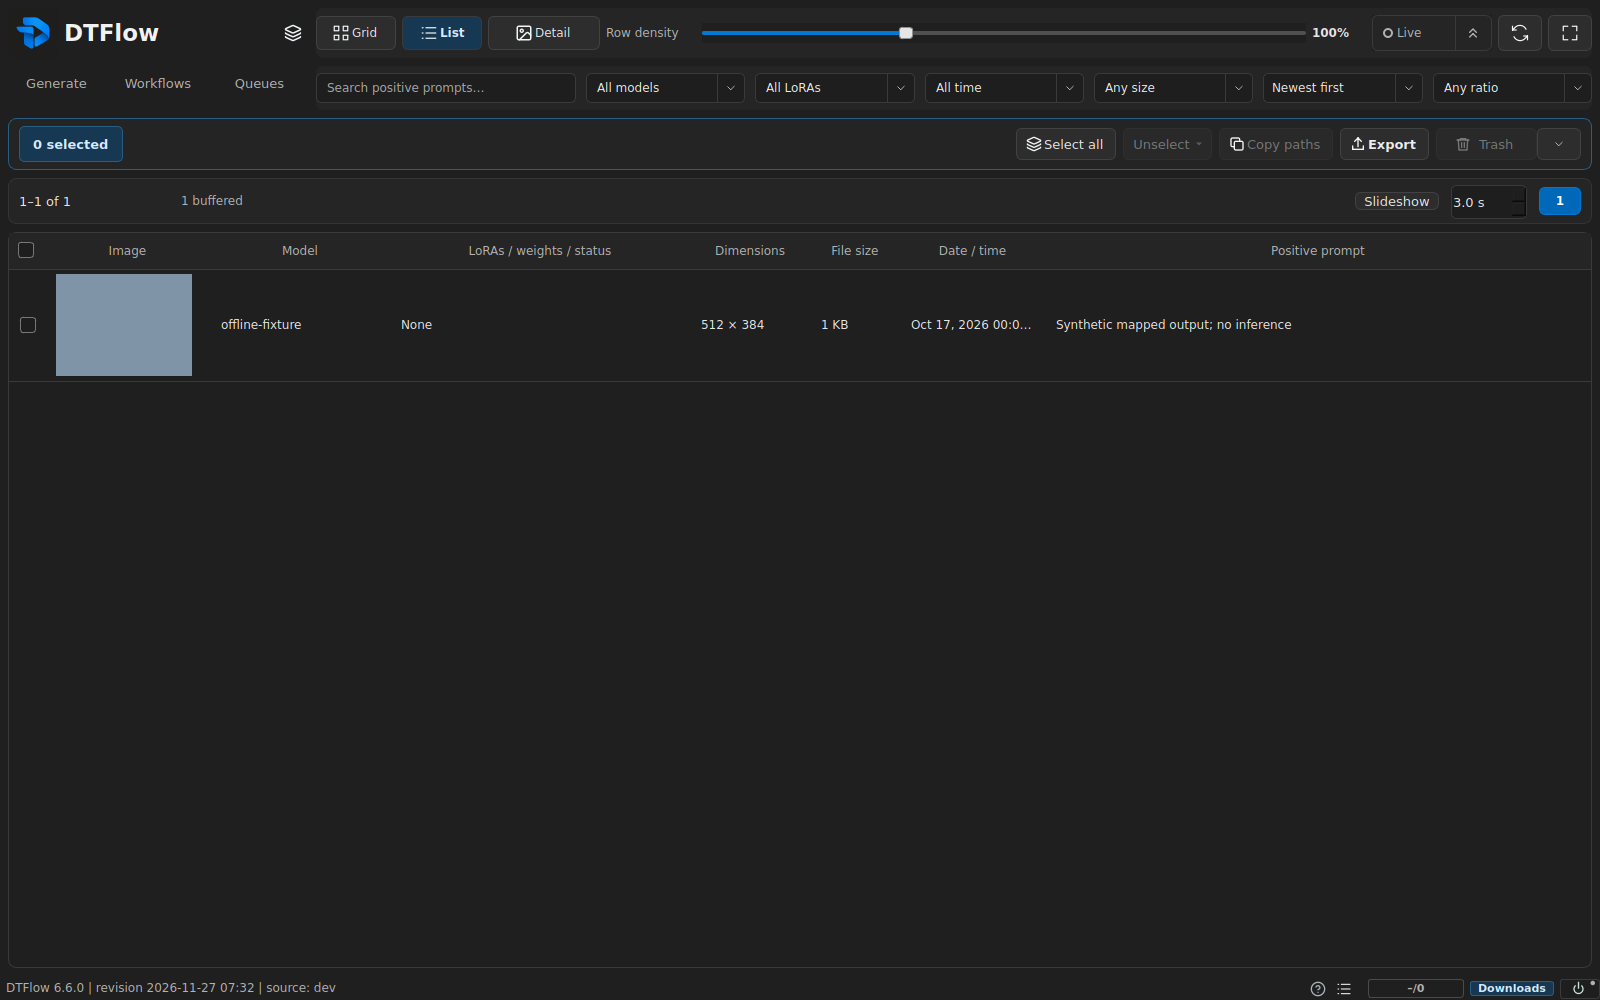 DTFlow
Grid List Detail Row density 100% Live
Generate Workflows Queues
Search positive prompts... All models All LoRAs All time Any size Newest first Any ratio
0 selected Select all Unselect Copy paths Export Trash
1–1 of 1 1 buffered Slideshow 3.0 s 1
Image Model LoRAs / weights / status Dimensions File size Date / time Positive prompt
offline-fixture None 512 × 384 1 KB Oct 17, 2026 00:0... Synthetic mapped output; no inference
DTFlow 6.6.0 | revision 2026-11-27 07:32 | source: dev -/0 Downloads